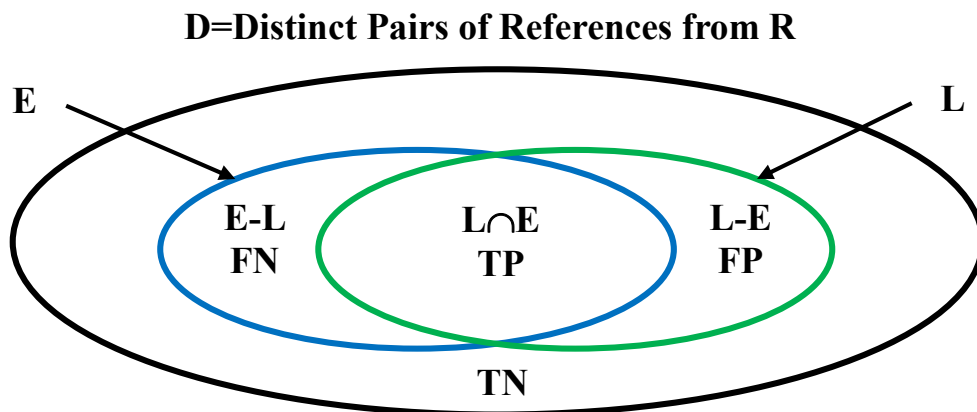 D=Distinct Pairs of References from R
E
L
E-L
FN
L∩E
TP
L-E
FP
TN